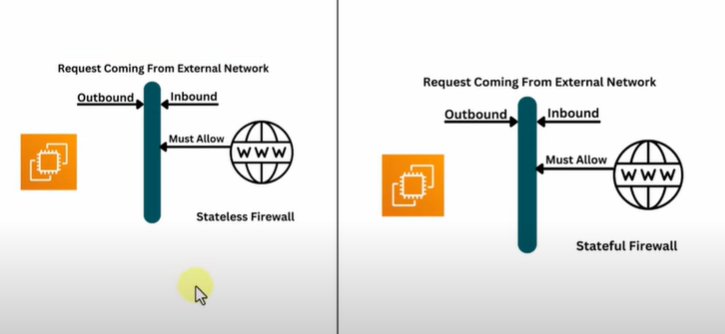 Request Coming From External Network
Outbound Inbound
Must Allow
WWW
Stateless Firewall
Request Coming From External Network
Outbound Inbound
Must Allow
WWW
Stateful Firewall